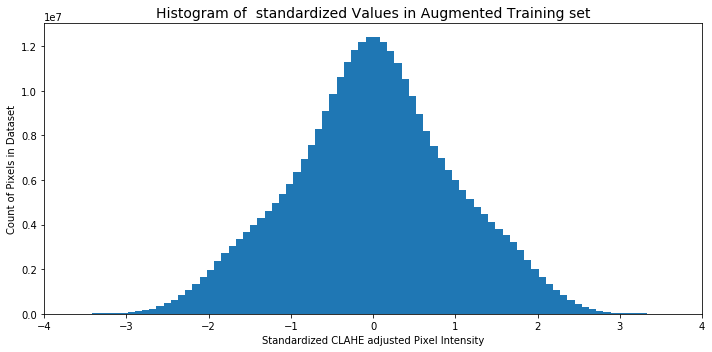 Histogram of  standardized Values in Augmented Training set
1e7
1.2
1.0
0.8
0.6
0.4
0.2
0.0
Count of Pixels in Dataset
−4 −3 −2 −1 0 1 2 3 4
Standardized CLAHE adjusted Pixel Intensity